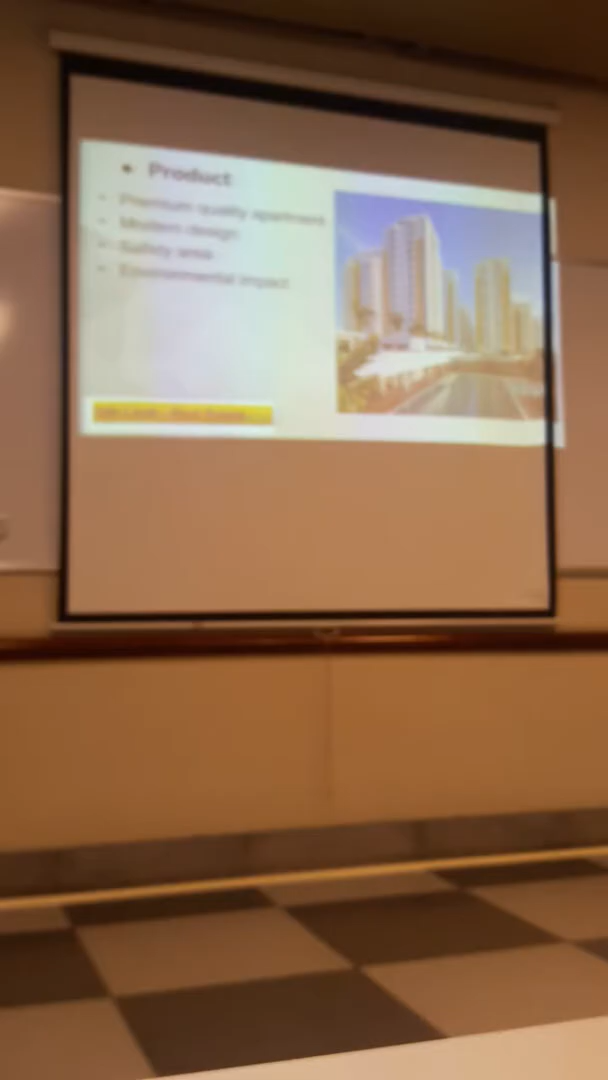 • Product
• Premium quality apartment
• Modern design
• Safety area
• Environmental impact